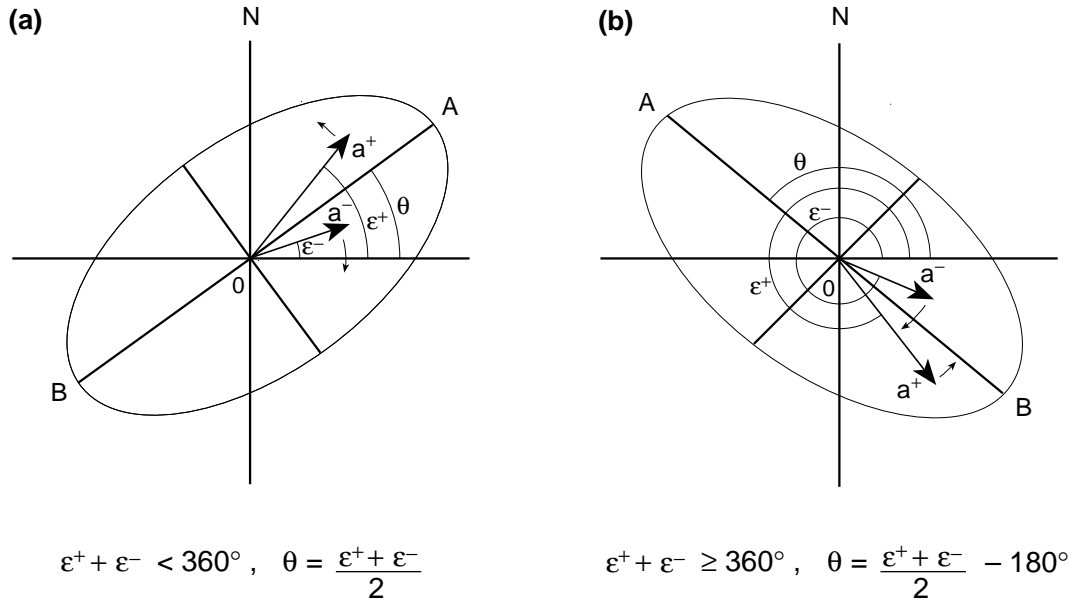 (a)
N
A
a⁺
a⁻
ε⁺
θ
ε⁻
0
B
ε⁺ + ε⁻ < 360° , θ = (ε⁺ + ε⁻)/2
(b)
N
A
θ
ε⁻
a⁻
ε⁺
0
a⁺
B
ε⁺ + ε⁻ ≥ 360° , θ = (ε⁺ + ε⁻)/2 − 180°